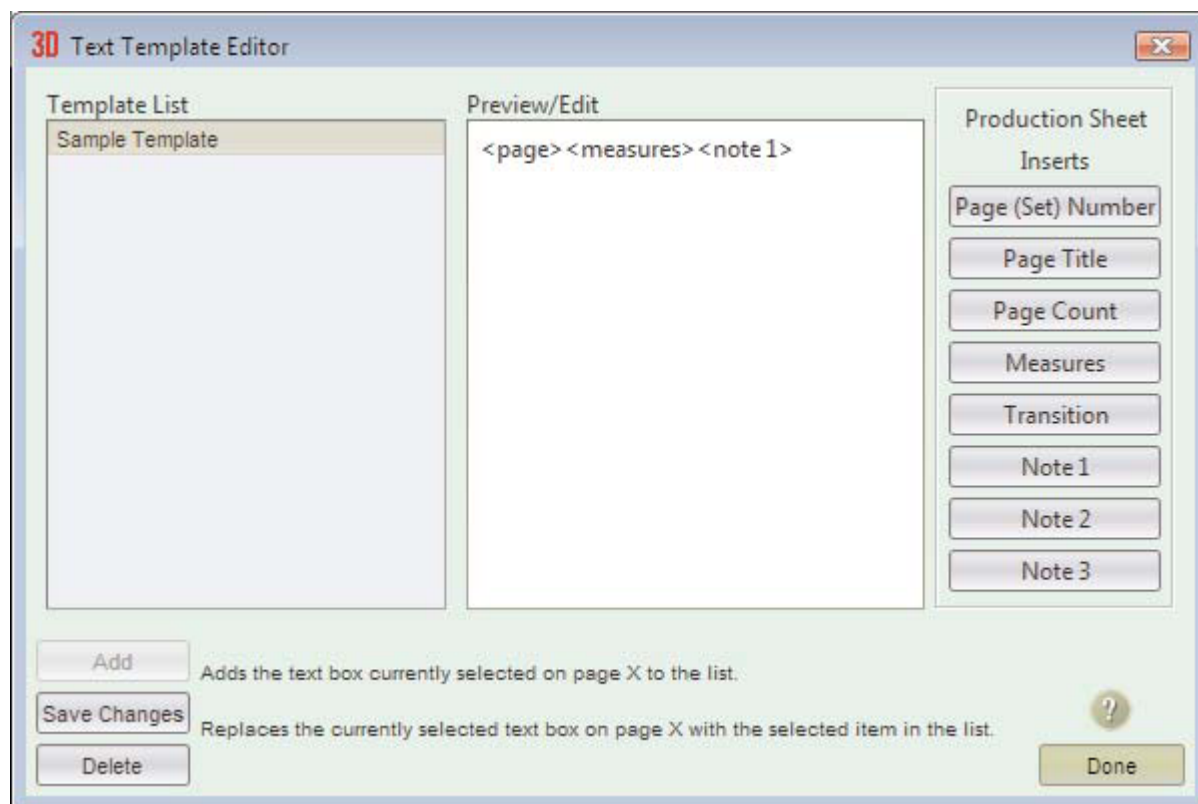 3D Text Template Editor
Template List
Sample Template
Preview/Edit
<page><measures><note 1>
Production Sheet
Inserts
Page (Set) Number
Page Title
Page Count
Measures
Transition
Note 1
Note 2
Note 3
Add
Adds the text box currently selected on page X to the list.
Save Changes
Replaces the currently selected text box on page X with the selected item in the list.
Delete
?
Done